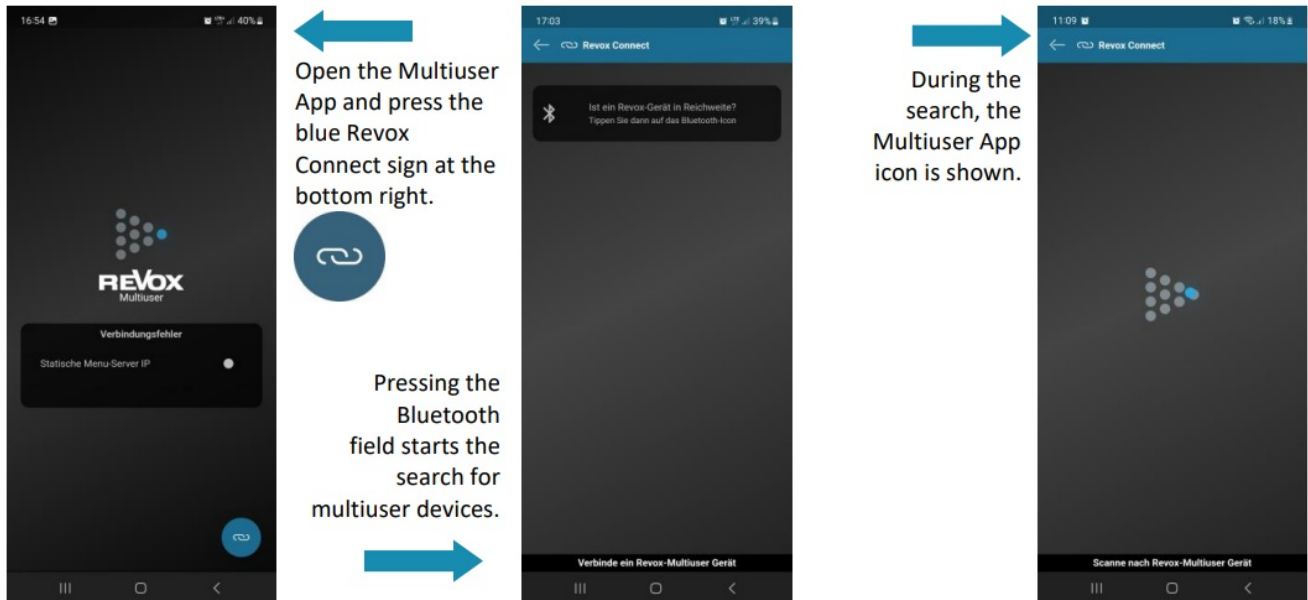 16:54
40%
REVOX
Multiuser
Verbindungsfehler
Statische Menu-Server IP
Open the Multiuser
App and press the
blue Revox
Connect sign at the
bottom right.
Pressing the
Bluetooth
field starts the
search for
multiuser devices.
17:03
39%
Revox Connect
Ist ein Revox-Gerät in Reichweite?
Tippen Sie dann auf das Bluetooth-Icon
Verbinde ein Revox-Multiuser Gerät
During the
search, the
Multiuser App
icon is shown.
11:09
18%
Revox Connect
Scanne nach Revox-Multiuser Gerät